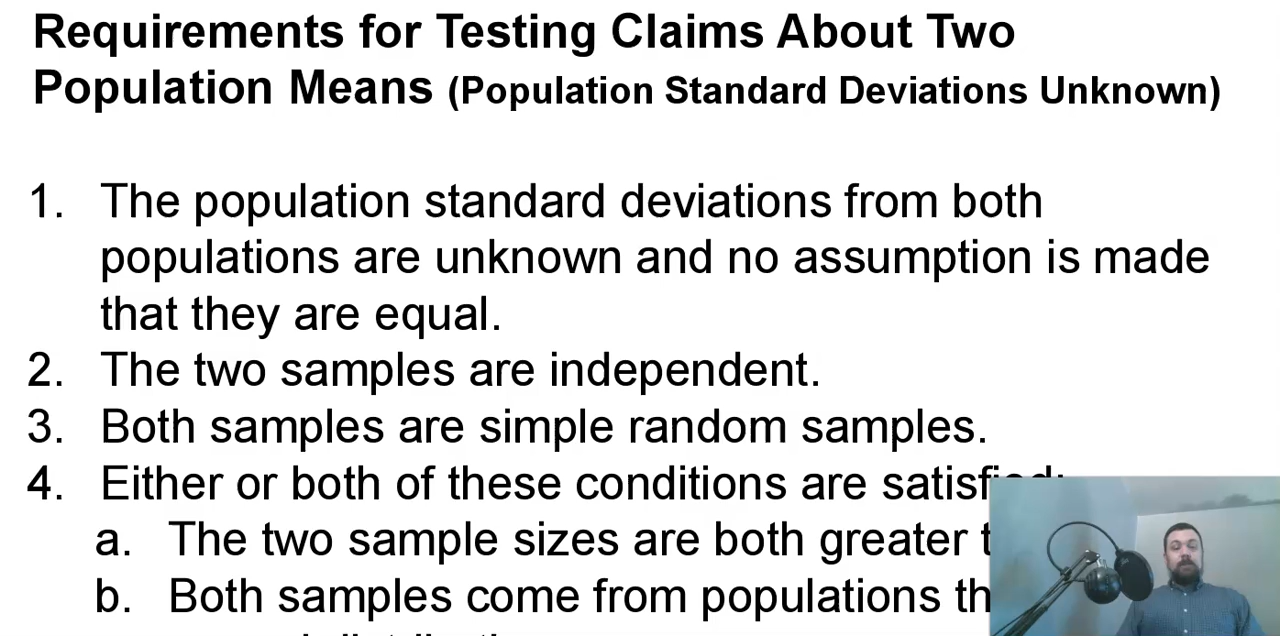 Requirements for Testing Claims About Two
Population Means (Population Standard Deviations Unknown)
1. The population standard deviations from both
populations are unknown and no assumption is made
that they are equal.
2. The two samples are independent.
3. Both samples are simple random samples.
4. Either or both of these conditions are satisfied:
a. The two sample sizes are both greater
b. Both samples come from populations